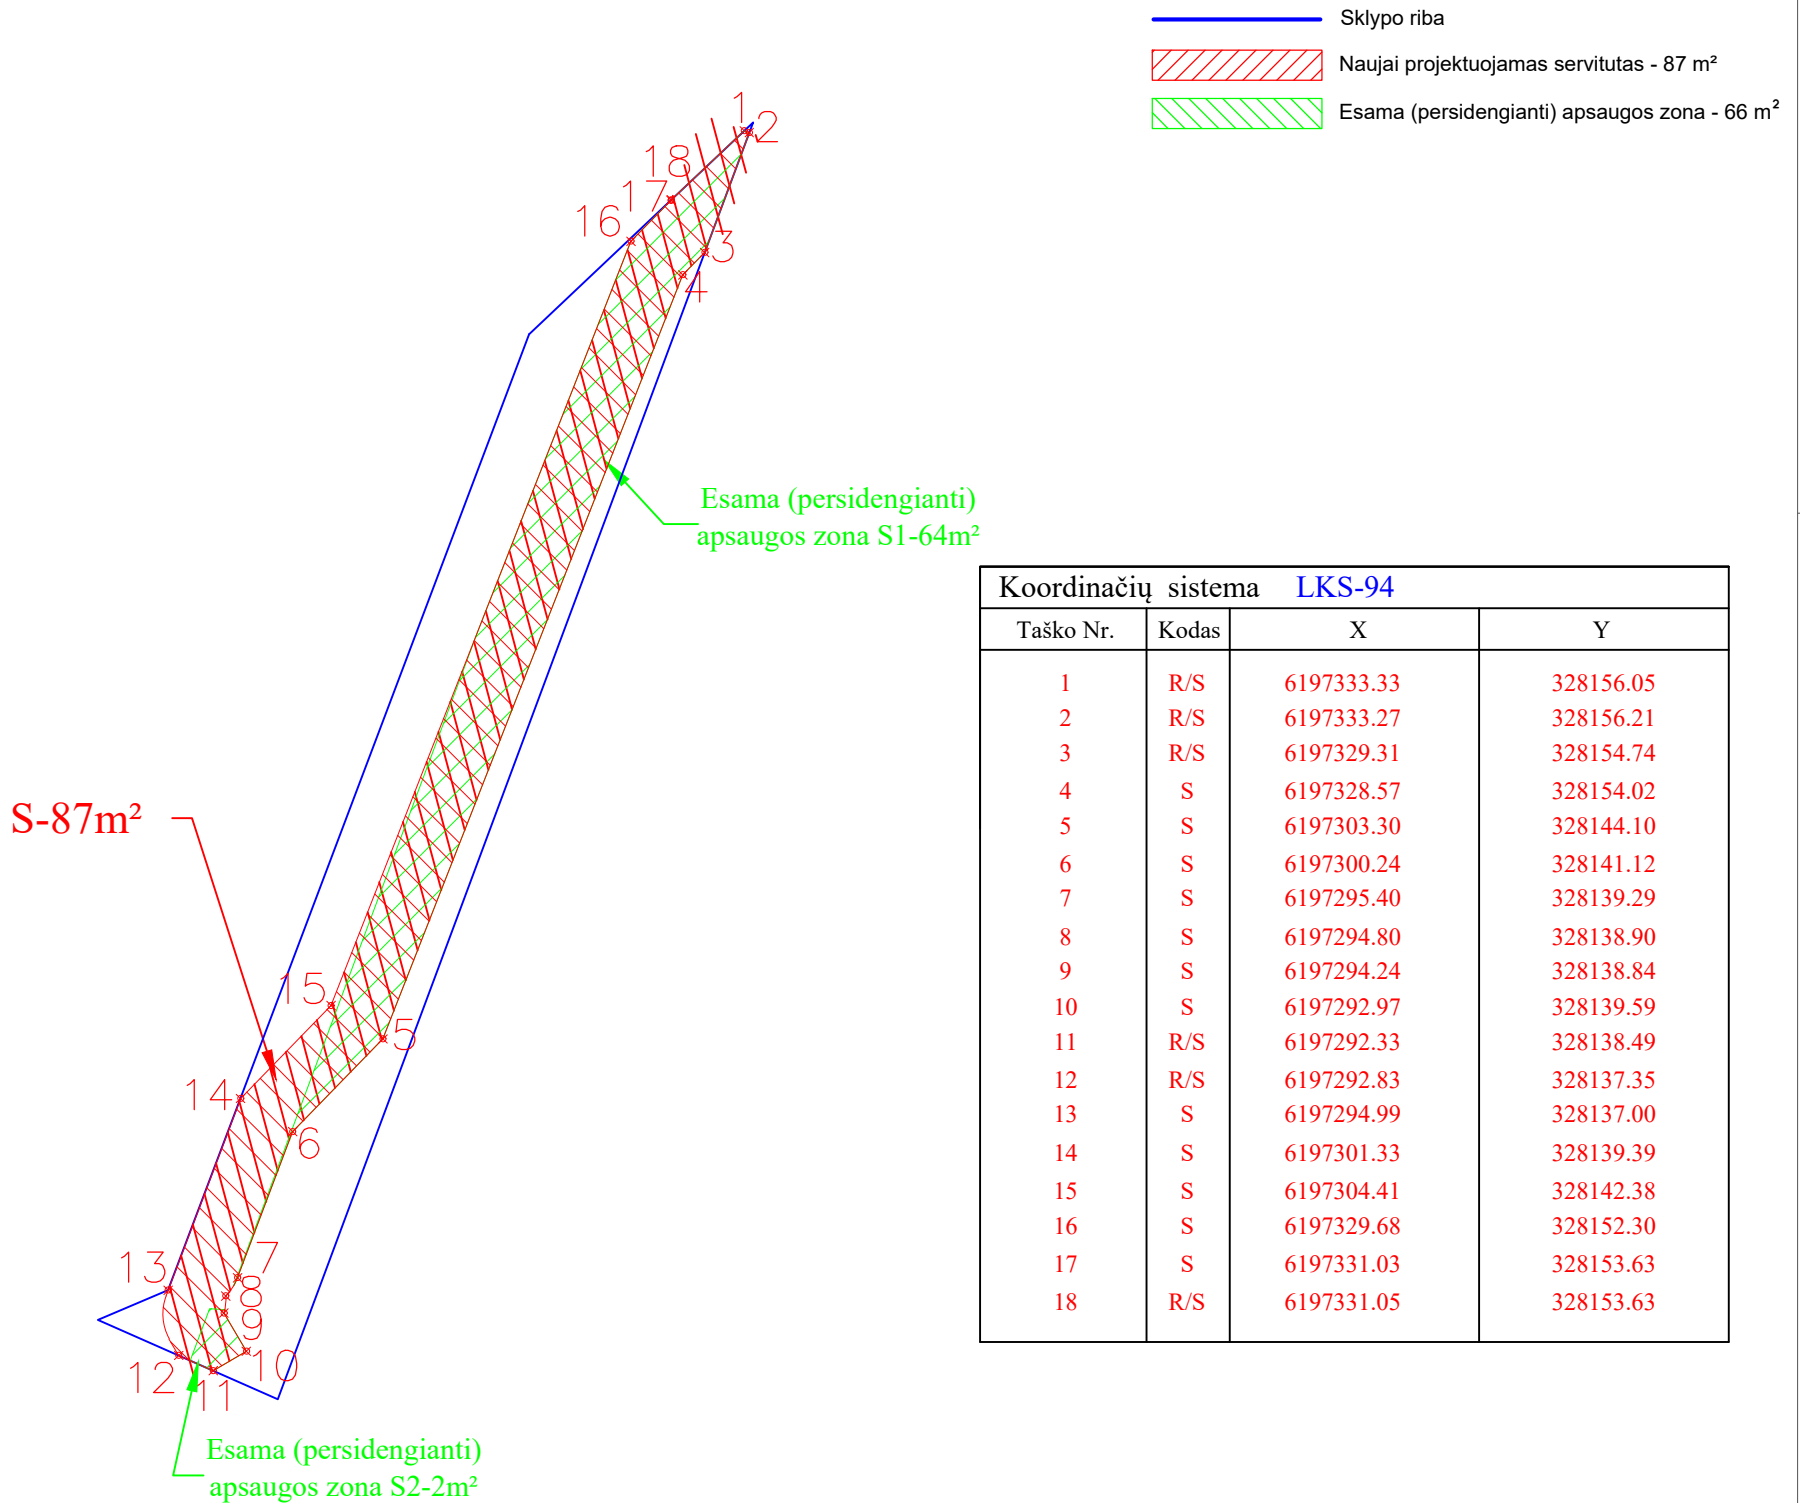 Sklypo riba
Naujai projektuojamas servitutas - 87 m²
Esama (persidengianti) apsaugos zona - 66 m²
1
2
18
17
16
3
4
Esama (persidengianti)
apsaugos zona S1-64m²
S-87m²
15
5
14
6
13
7
8
9
12
10
11
Esama (persidengianti)
apsaugos zona S2-2m²
Koordinačių sistema LKS-94
Taško Nr. Kodas X Y
1 R/S 6197333.33 328156.05
2 R/S 6197333.27 328156.21
3 R/S 6197329.31 328154.74
4 S 6197328.57 328154.02
5 S 6197303.30 328144.10
6 S 6197300.24 328141.12
7 S 6197295.40 328139.29
8 S 6197294.80 328138.90
9 S 6197294.24 328138.84
10 S 6197292.97 328139.59
11 R/S 6197292.33 328138.49
12 R/S 6197292.83 328137.35
13 S 6197294.99 328137.00
14 S 6197301.33 328139.39
15 S 6197304.41 328142.38
16 S 6197329.68 328152.30
17 S 6197331.03 328153.63
18 R/S 6197331.05 328153.63